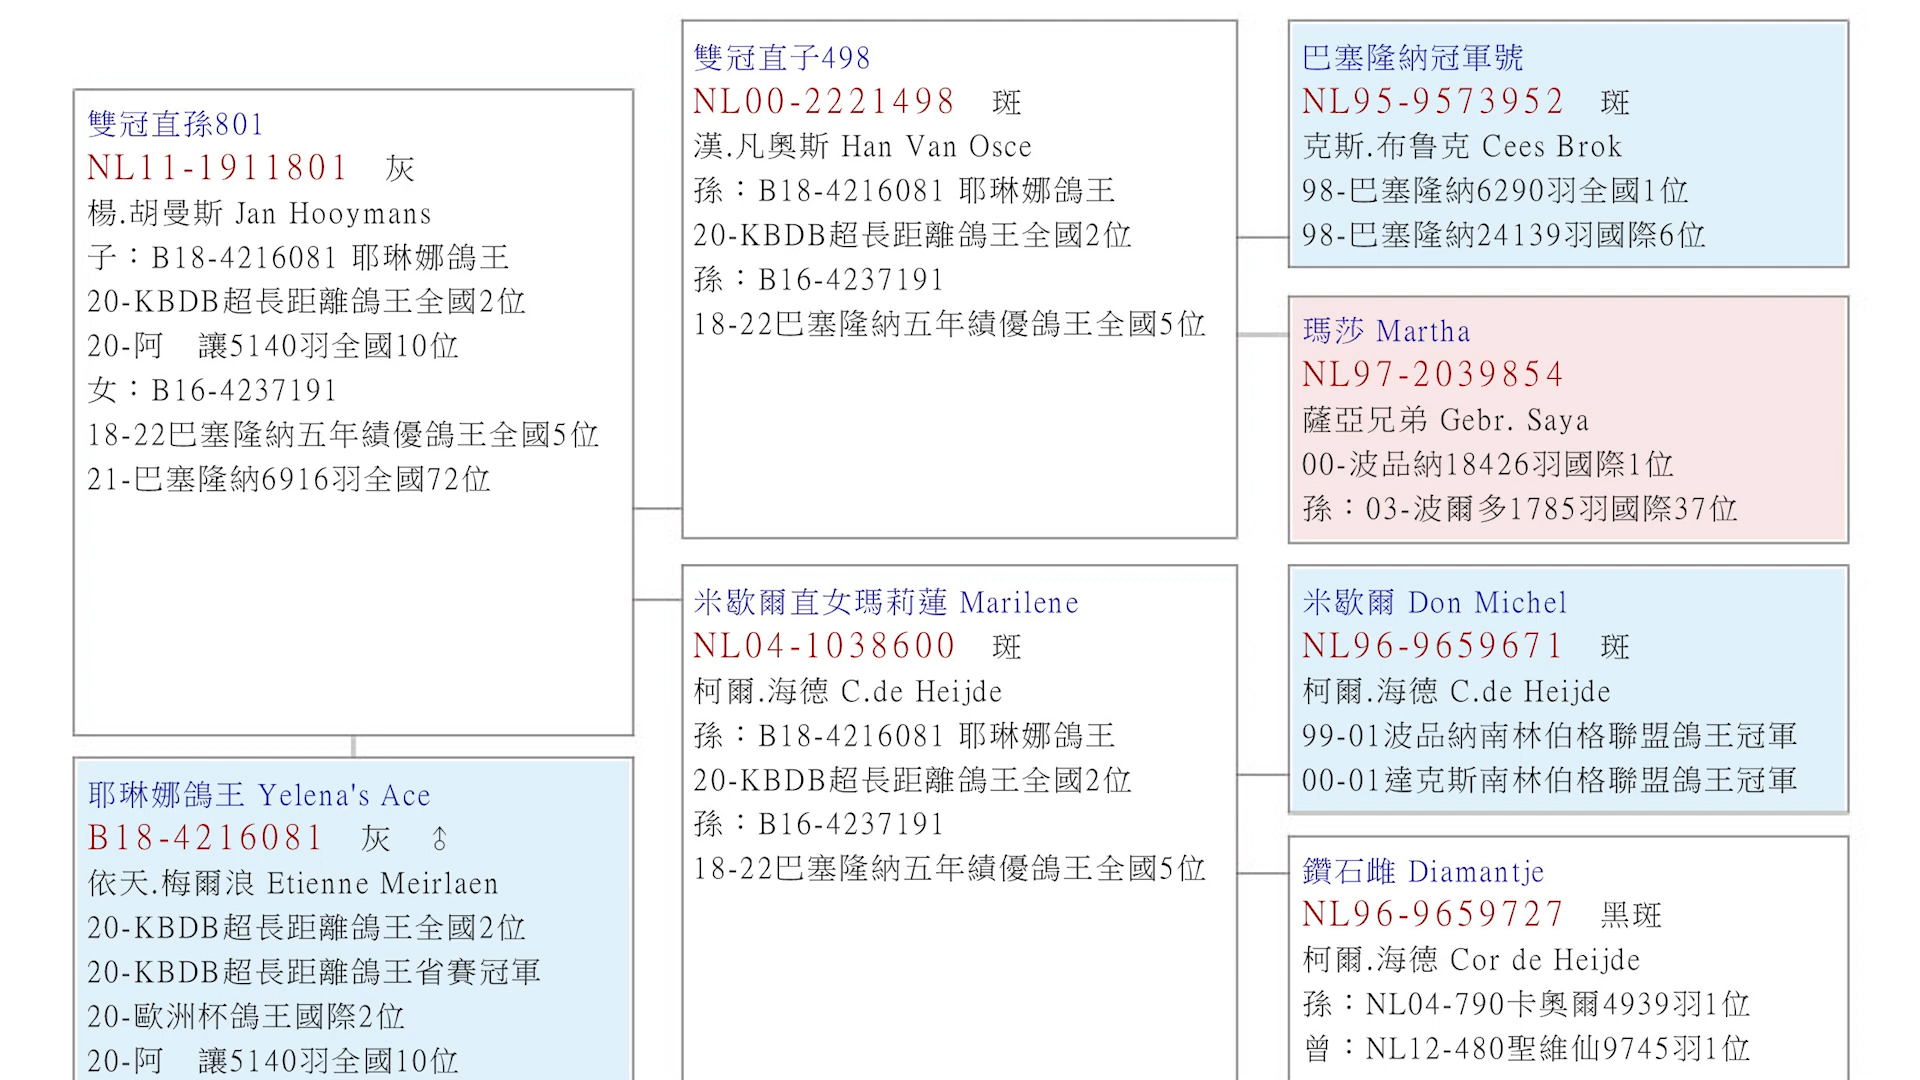 雙冠直孫801
NL11-1911801 灰
楊.胡曼斯 Jan Hooymans
子：B18-4216081 耶琳娜鴿王
20-KBDB超長距離鴿王全國2位
20-阿 讓5140羽全國10位
女：B16-4237191
18-22巴塞隆納五年績優鴿王全國5位
21-巴塞隆納6916羽全國72位
耶琳娜鴿王 Yelena's Ace
B18-4216081 灰 ♂
依天.梅爾浪 Etienne Meirlaen
20-KBDB超長距離鴿王全國2位
20-KBDB超長距離鴿王省賽冠軍
20-歐洲杯鴿王國際2位
20-阿 讓5140羽全國10位
雙冠直子498
NL00-2221498 斑
漢.凡奧斯 Han Van Osce
孫：B18-4216081 耶琳娜鴿王
20-KBDB超長距離鴿王全國2位
孫：B16-4237191
18-22巴塞隆納五年績優鴿王全國5位
米歇爾直女瑪莉蓮 Marilene
NL04-1038600 斑
柯爾.海德 C.de Heijde
孫：B18-4216081 耶琳娜鴿王
20-KBDB超長距離鴿王全國2位
孫：B16-4237191
18-22巴塞隆納五年績優鴿王全國5位
巴塞隆納冠軍號
NL95-9573952 斑
克斯.布鲁克 Cees Brok
98-巴塞隆納6290羽全國1位
98-巴塞隆納24139羽國際6位
瑪莎 Martha
NL97-2039854
薩亞兄弟 Gebr. Saya
00-波品納18426羽國際1位
孫：03-波爾多1785羽國際37位
米歇爾 Don Michel
NL96-9659671 斑
柯爾.海德 C.de Heijde
99-01波品納南林伯格聯盟鴿王冠軍
00-01達克斯南林伯格聯盟鴿王冠軍
鑽石雌 Diamantje
NL96-9659727 黑斑
柯爾.海德 Cor de Heijde
孫：NL04-790卡奧爾4939羽1位
曾：NL12-480聖維仙9745羽1位